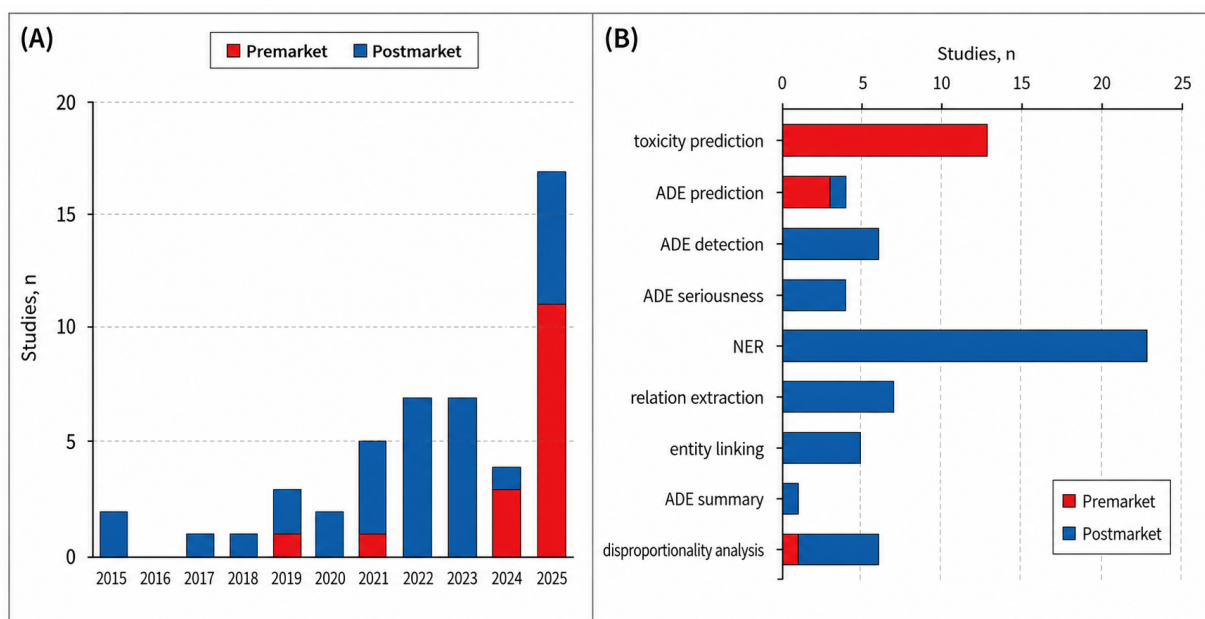 (A)
Premarket Postmarket
Studies, n
20
15
10
5
0
2015 2016 2017 2018 2019 2020 2021 2022 2023 2024 2025
(B)
Studies, n
0 5 10 15 20 25
toxicity prediction
ADE prediction
ADE detection
ADE seriousness
NER
relation extraction
entity linking
ADE summary
disproportionality analysis
Premarket
Postmarket